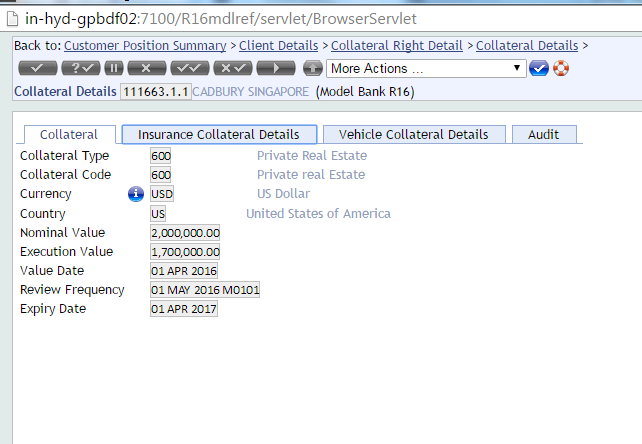 in-hyd-gpbdf02:7100/R16mdlref/servlet/BrowserServlet
Back to: Customer Position Summary > Client Details > Collateral Right Detail > Collateral Details >
More Actions ...
Collateral Details 111663.1.1 CADBURY SINGAPORE (Model Bank R16)
Collateral Insurance Collateral Details Vehicle Collateral Details Audit
Collateral Type 600 Private Real Estate
Collateral Code 600 Private real Estate
Currency USD US Dollar
Country US United States of America
Nominal Value 2,000,000.00
Execution Value 1,700,000.00
Value Date 01 APR 2016
Review Frequency 01 MAY 2016 M0101
Expiry Date 01 APR 2017